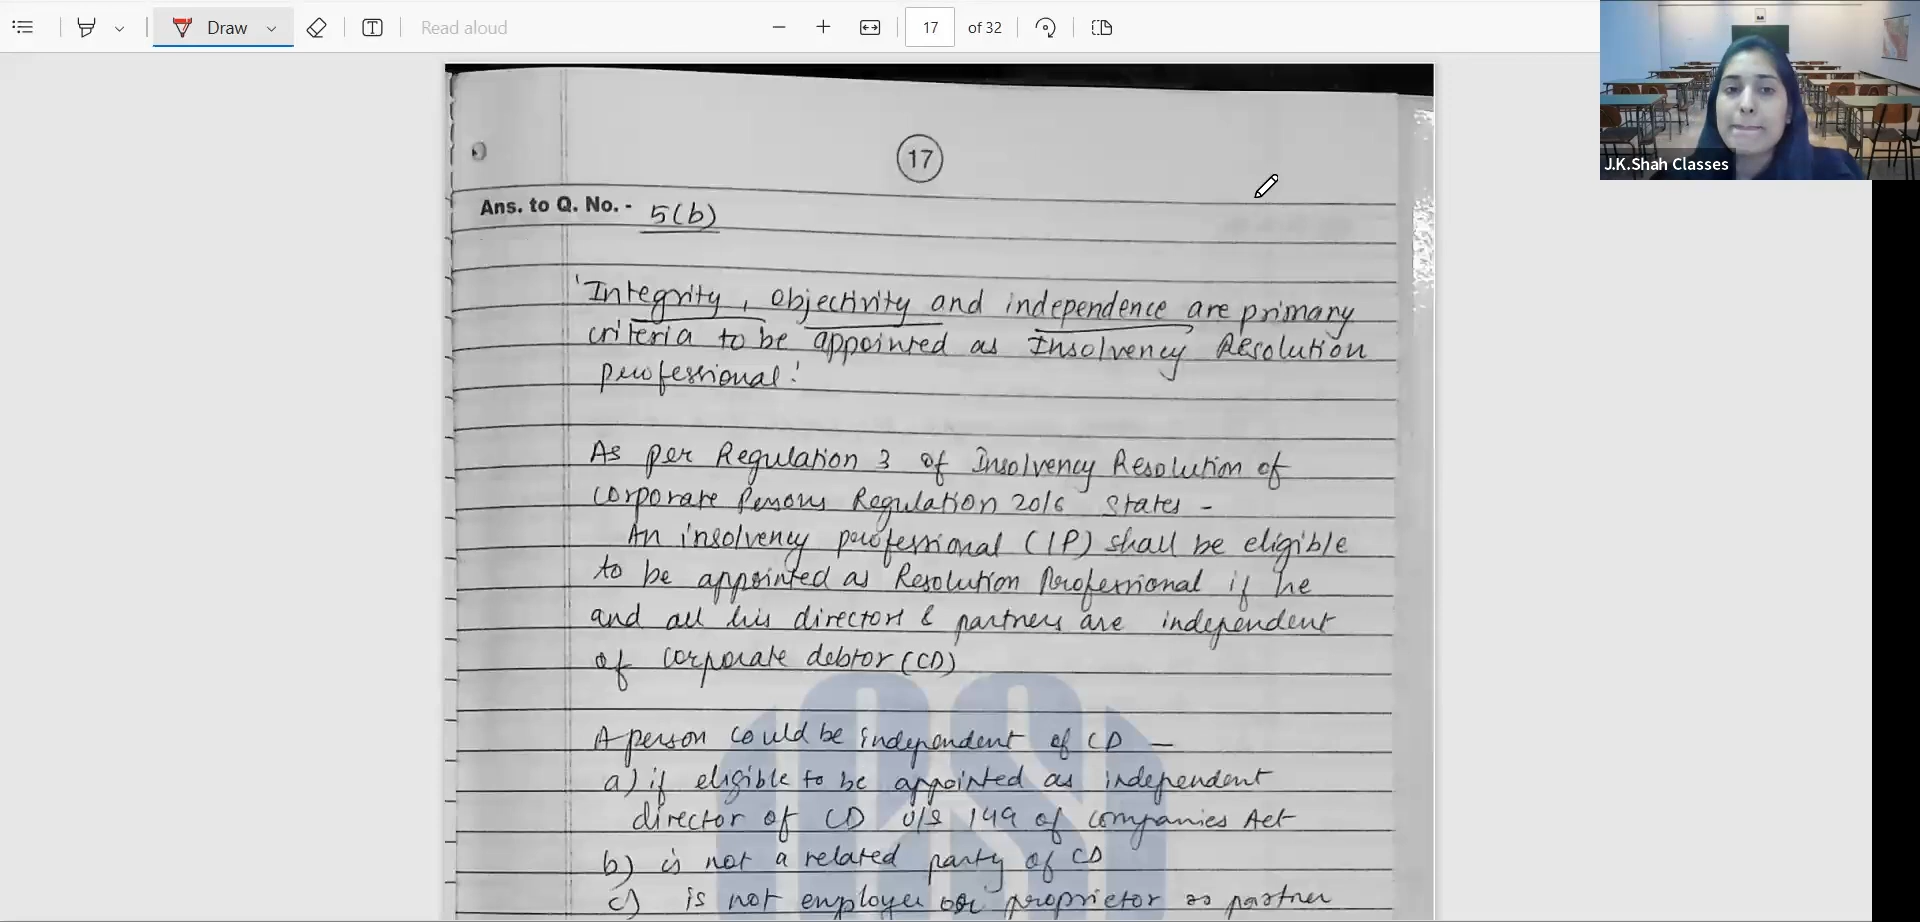 Draw
Read aloud
17 of 32
J.K.Shah Classes
17
Ans. to Q. No. - 5(b)
'Integrity, objectivity and independence are primary
criteria to be appointed as Insolvency Resolution
professional.'
As per Regulation 3 of Insolvency Resolution of
corporate Persons Regulation 2016 states -
An insolvency professional (IP) shall be eligible
to be appointed as Resolution Professional if he
and all his directors & partners are independent
of corporate debtor (CD)
A person could be independent of CD -
a) if eligible to be appointed as independent
director of CD u/s 149 of companies Act
b) is not a related party of CD
c) is not employee or proprietor or partner